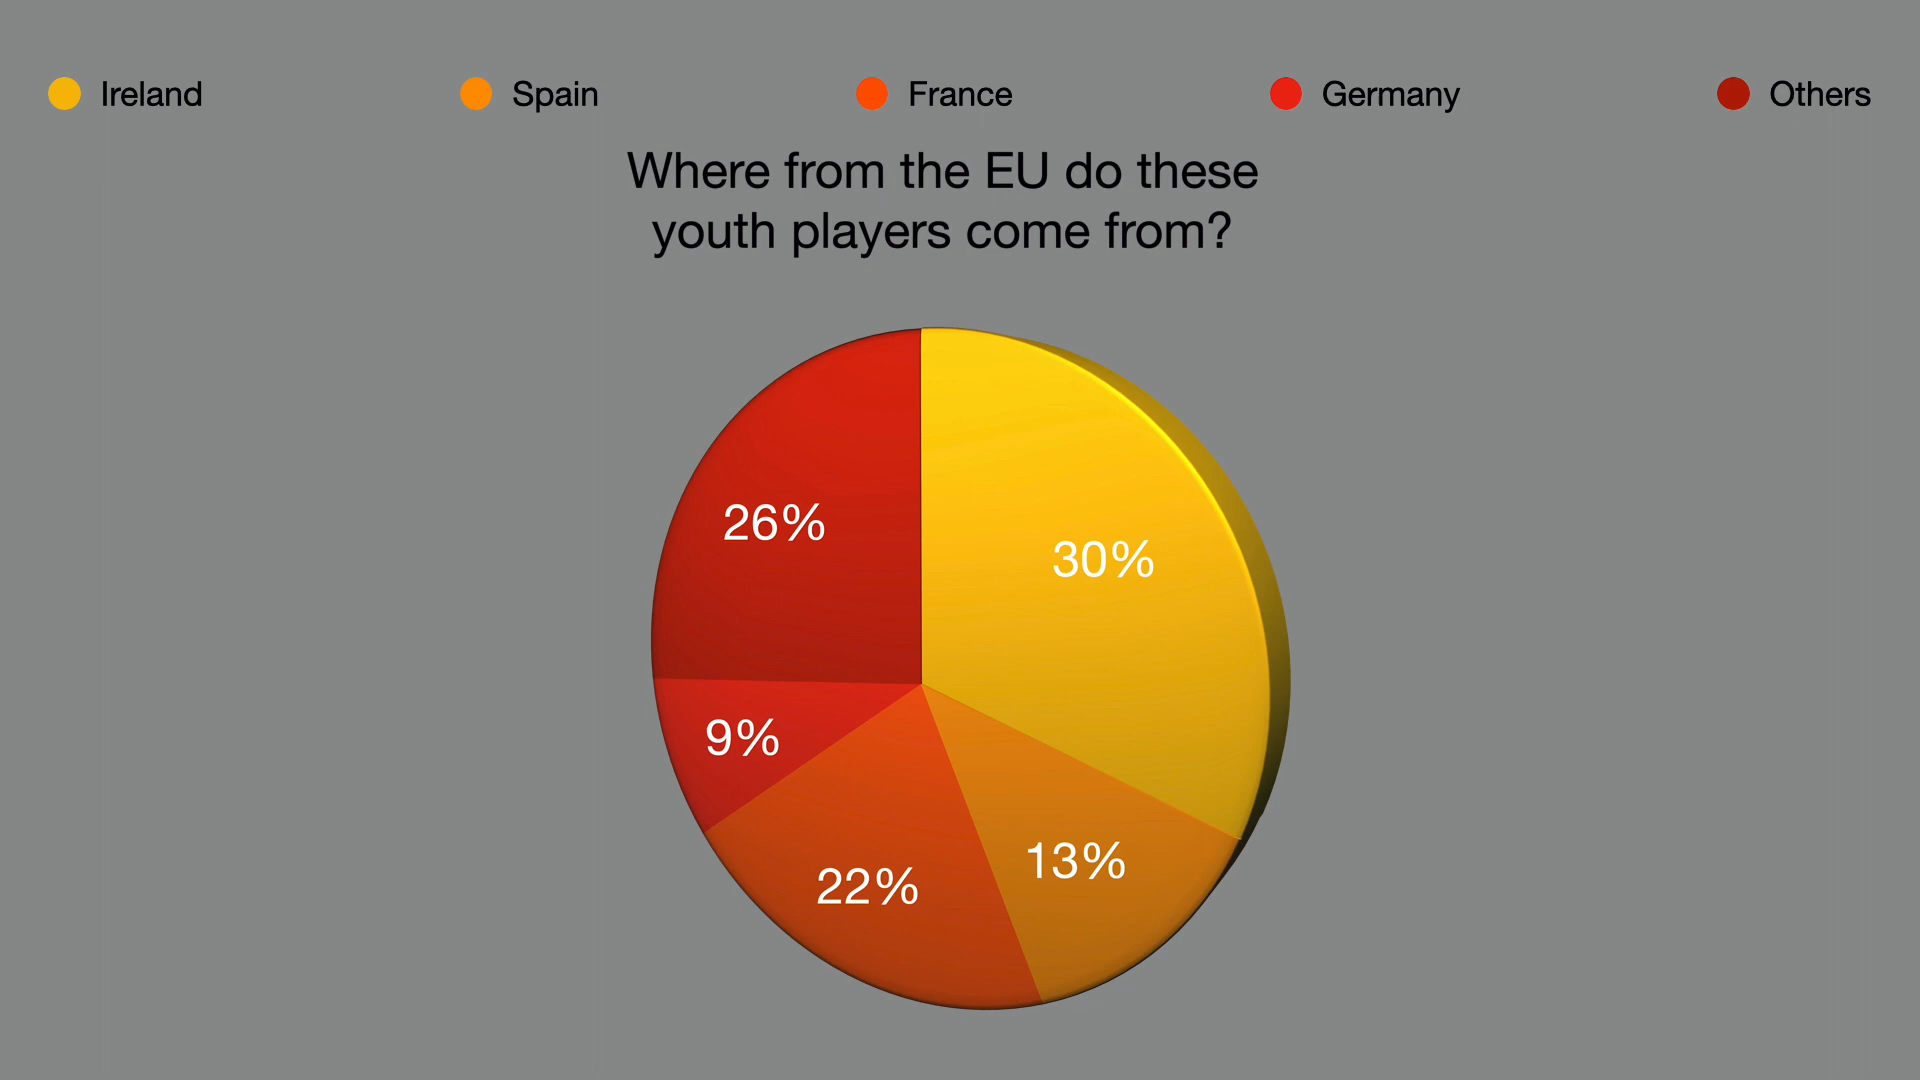 Ireland
Spain
France
Germany
Others
Where from the EU do these
youth players come from?
26%
30%
9%
13%
22%